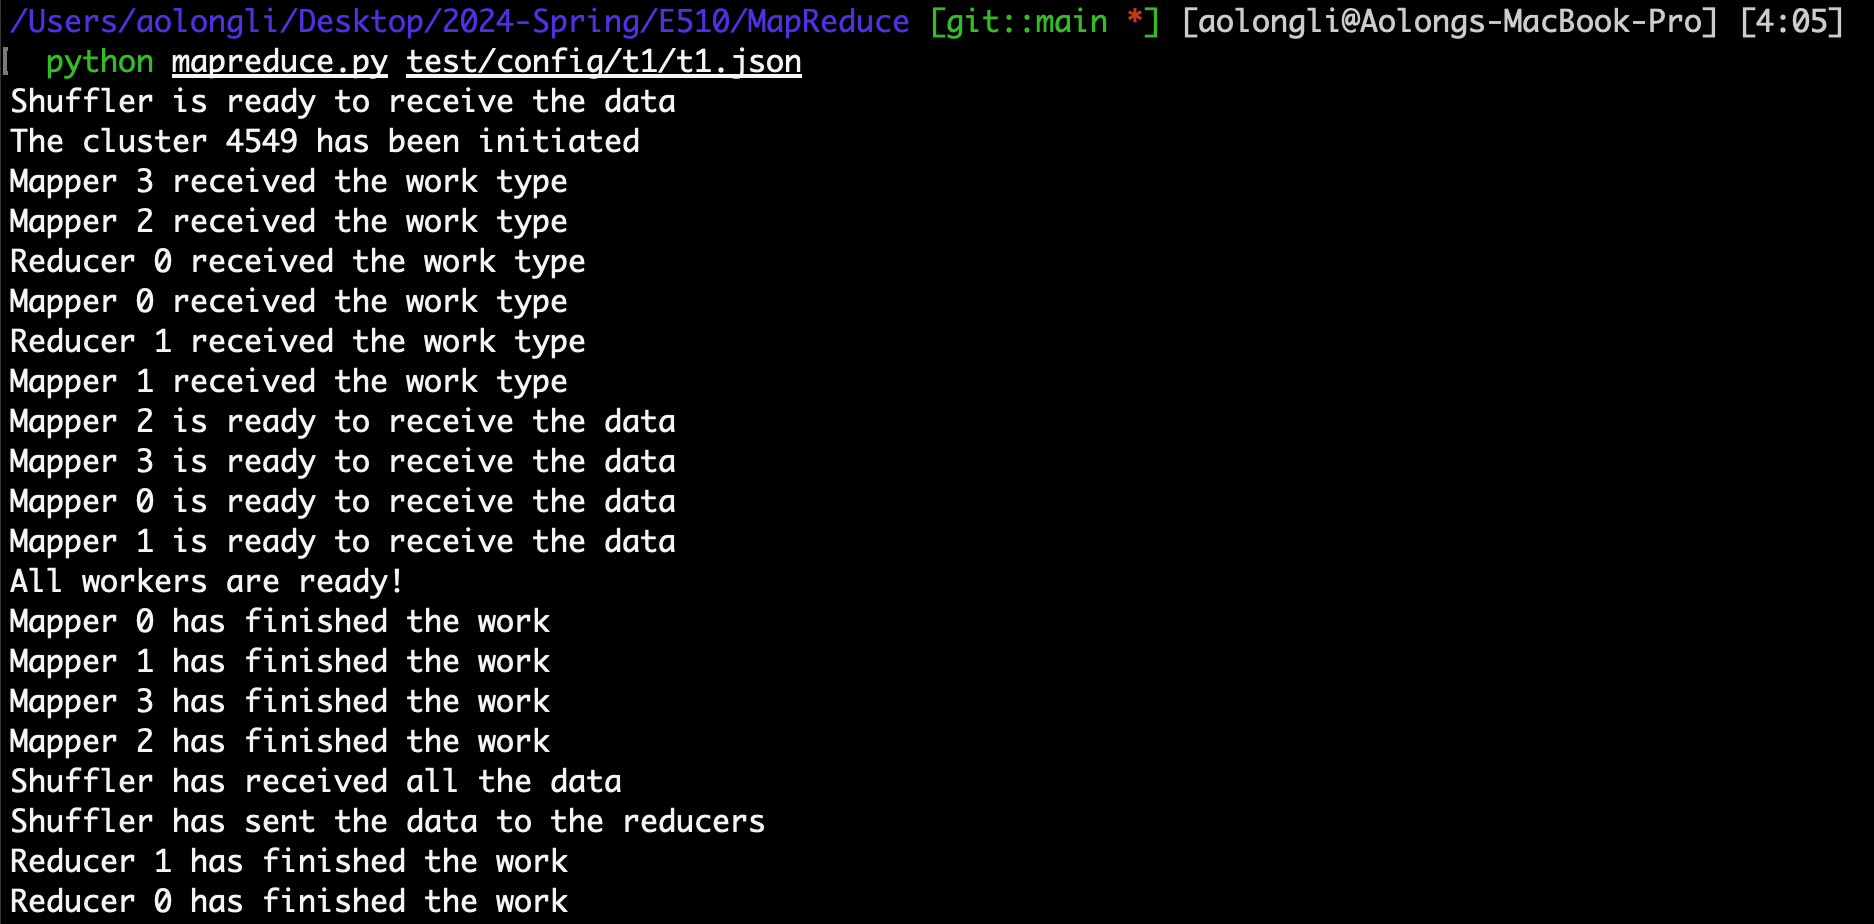 /Users/aolongli/Desktop/2024-Spring/E510/MapReduce [git::main *] [aolongli@Aolongs-MacBook-Pro] [4:05]
python mapreduce.py test/config/t1/t1.json
Shuffler is ready to receive the data
The cluster 4549 has been initiated
Mapper 3 received the work type
Mapper 2 received the work type
Reducer 0 received the work type
Mapper 0 received the work type
Reducer 1 received the work type
Mapper 1 received the work type
Mapper 2 is ready to receive the data
Mapper 3 is ready to receive the data
Mapper 0 is ready to receive the data
Mapper 1 is ready to receive the data
All workers are ready!
Mapper 0 has finished the work
Mapper 1 has finished the work
Mapper 3 has finished the work
Mapper 2 has finished the work
Shuffler has received all the data
Shuffler has sent the data to the reducers
Reducer 1 has finished the work
Reducer 0 has finished the work